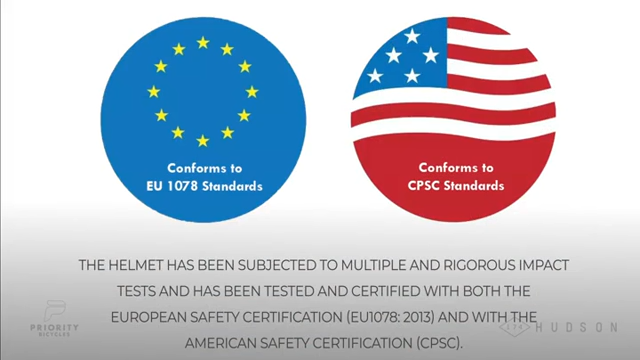 Conforms to
EU 1078 Standards
Conforms to
CPSC Standards
THE HELMET HAS BEEN SUBJECTED TO MULTIPLE AND RIGOROUS IMPACT
TESTS AND HAS BEEN TESTED AND CERTIFIED WITH BOTH THE
EUROPEAN SAFETY CERTIFICATION (EU1078: 2013) AND WITH THE
AMERICAN SAFETY CERTIFICATION (CPSC).
PRIORITY
BICYCLES
HUDSON